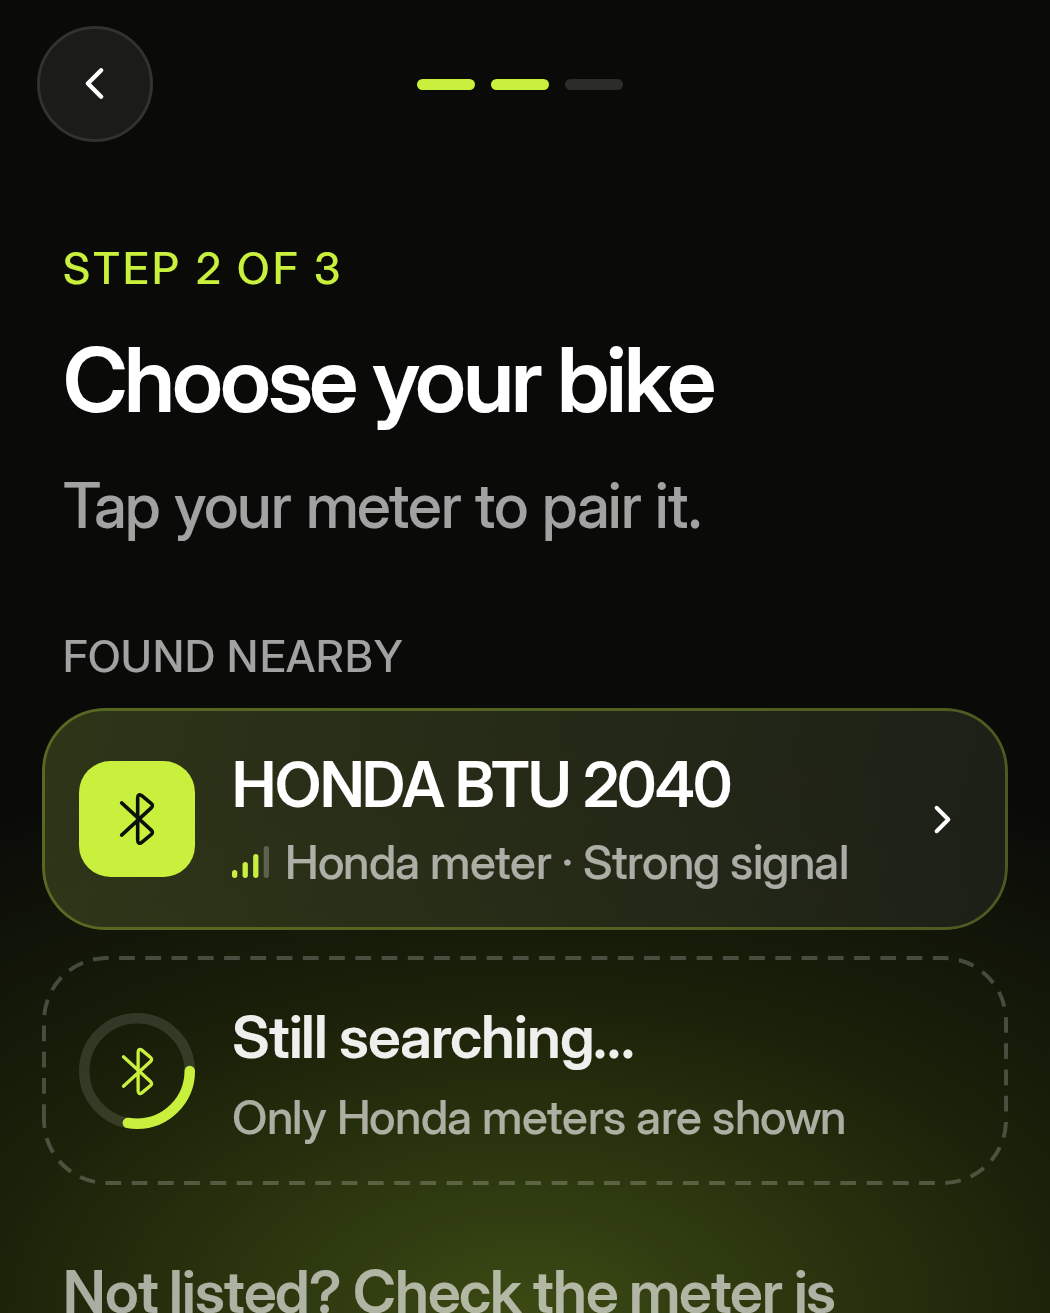 STEP 2 OF 3
Choose your bike
Tap your meter to pair it.
FOUND NEARBY
HONDA BTU 2040
Honda meter · Strong signal
Still searching...
Only Honda meters are shown
Not listed? Check the meter is